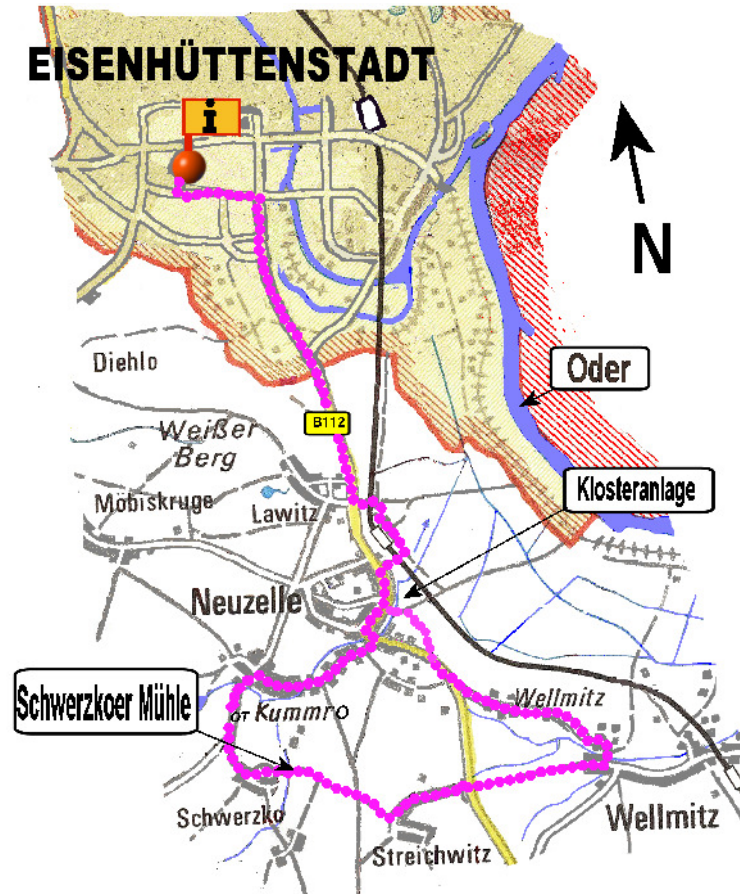 EISENHÜTTENSTADT
i
N
Diehlo
Oder
B112
Weißer
Berg
Klosteranlage
Möbiskruge
Lawitz
Neuzelle
Schwerzkoer Mühle
OT Kummro
Wellmitz
Schwerzko
Wellmitz
Streichwitz